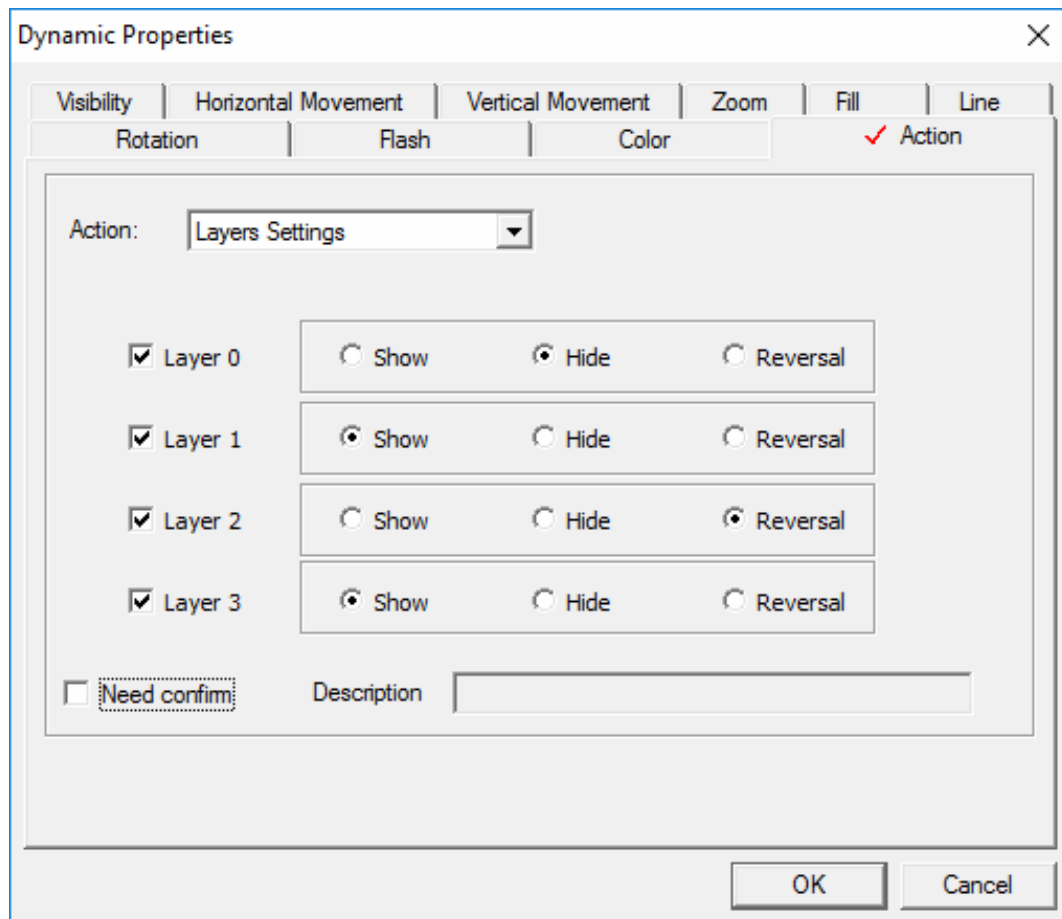 Dynamic Properties
Visibility Horizontal Movement Vertical Movement Zoom Fill Line
Rotation Flash Color Action
Action: Layers Settings
Layer 0 Show Hide Reversal
Layer 1 Show Hide Reversal
Layer 2 Show Hide Reversal
Layer 3 Show Hide Reversal
Need confirm Description
OK Cancel